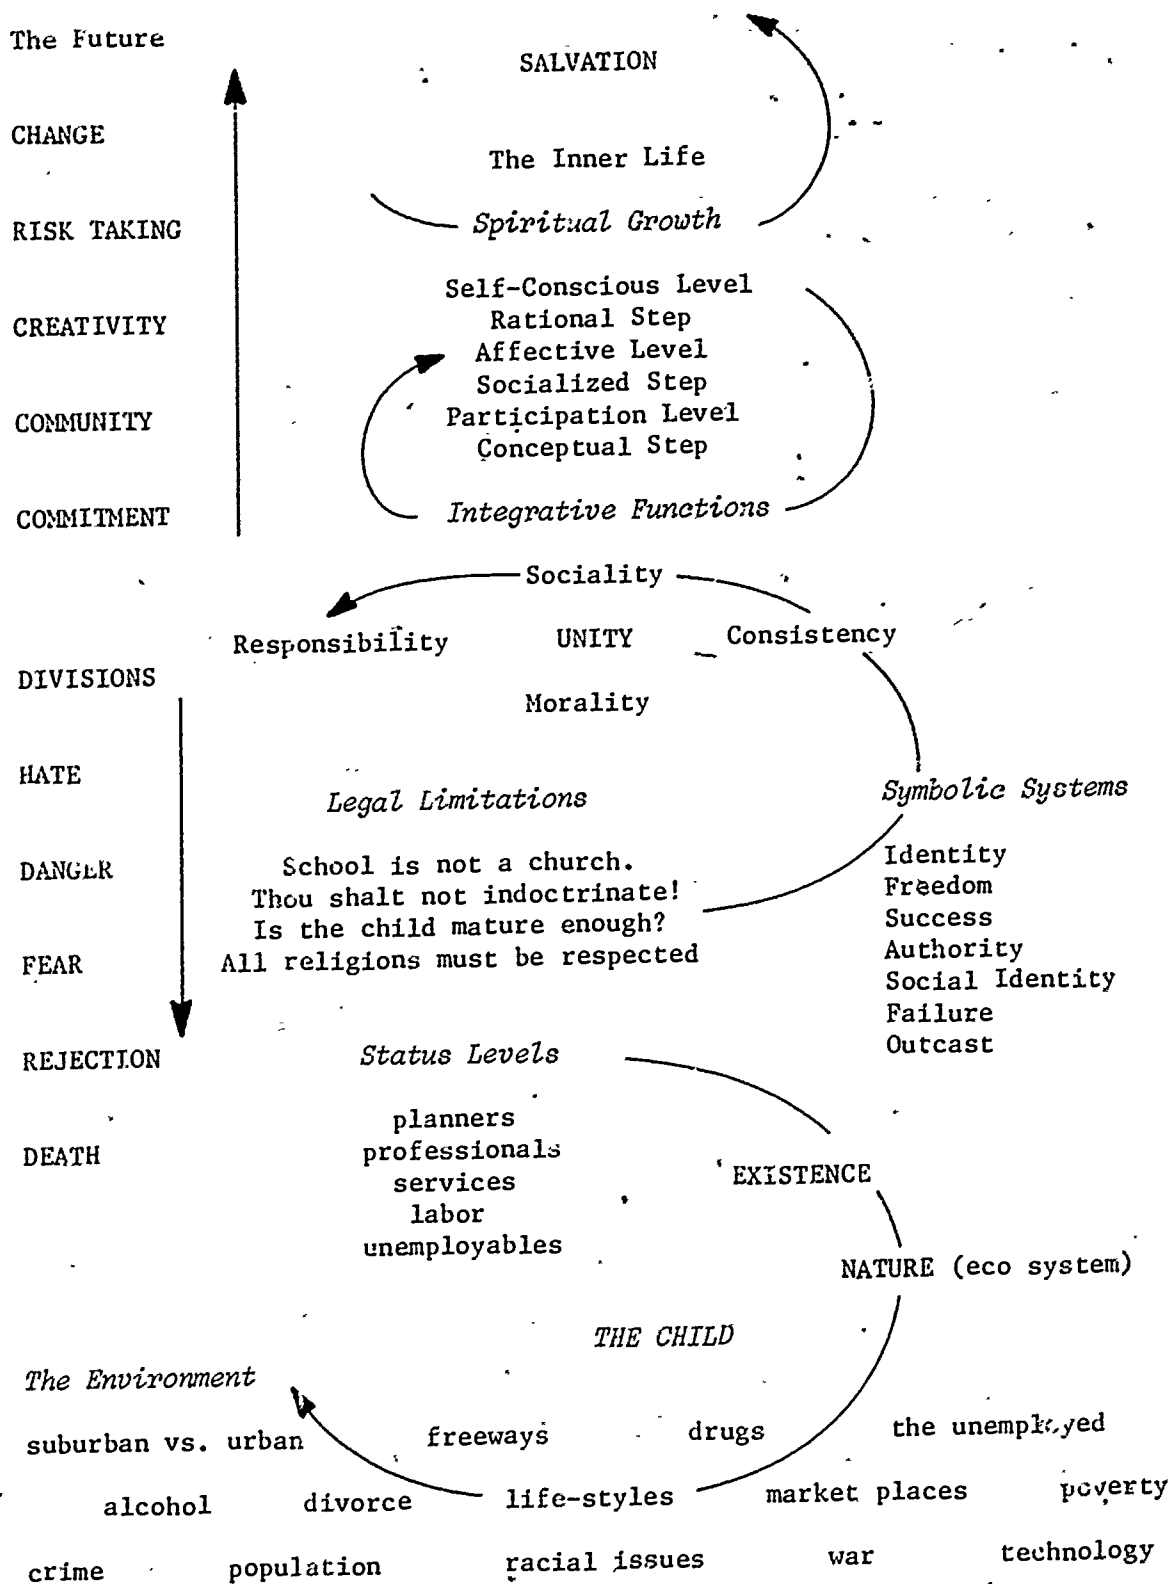 The Future
SALVATION
CHANGE
The Inner Life
RISK TAKING
Spiritual Growth
Self-Conscious Level
CREATIVITY
Rational Step
Affective Level
Socialized Step
COMMUNITY
Participation Level
Conceptual Step
COMMITMENT
Integrative Functions
Sociality
Responsibility UNITY Consistency
DIVISIONS
Morality
HATE
Legal Limitations
Symbolic Systems
DANGER
School is not a church.
Thou shalt not indoctrinate!
Is the child mature enough?
All religions must be respected
FEAR
Identity
Freedom
Success
Authority
Social Identity
Failure
Outcast
REJECTION
Status Levels
planners
professionals
services
labor
unemployables
DEATH
EXISTENCE
NATURE (eco system)
THE CHILD
The Environment
suburban vs. urban freeways drugs the unemployed
alcohol divorce life-styles market places poverty
crime population racial issues war technology